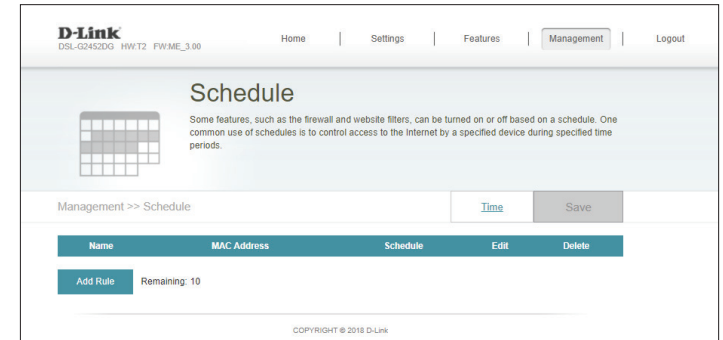 D-Link
DSL-G2452DG HW:T2 FW:ME_3.00
Home | Settings | Features | Management | Logout
Schedule
Some features, such as the firewall and website filters, can be turned on or off based on a schedule. One
common use of schedules is to control access to the Internet by a specified device during specified time
periods.
Management >> Schedule
Time
Save
Name MAC Address Schedule Edit Delete
Add Rule Remaining: 10
COPYRIGHT © 2018 D-Link